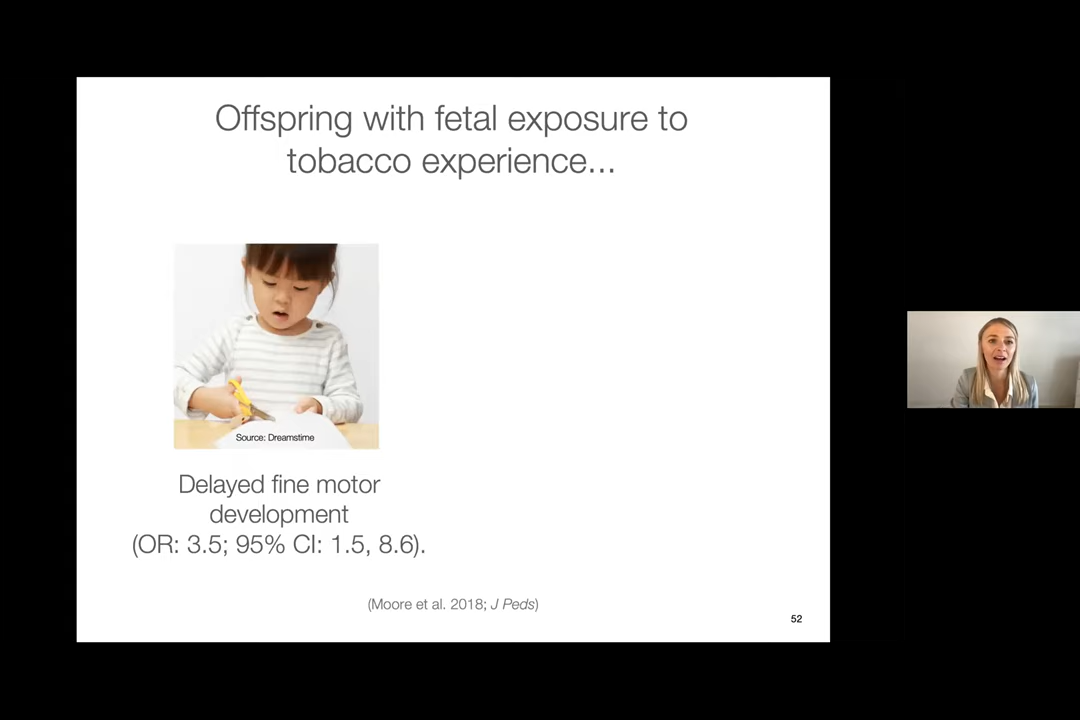 Offspring with fetal exposure to
tobacco experience...
Source: Dreamstime
Delayed fine motor
development
(OR: 3.5; 95% CI: 1.5, 8.6).
(Moore et al. 2018; J Peds)
52